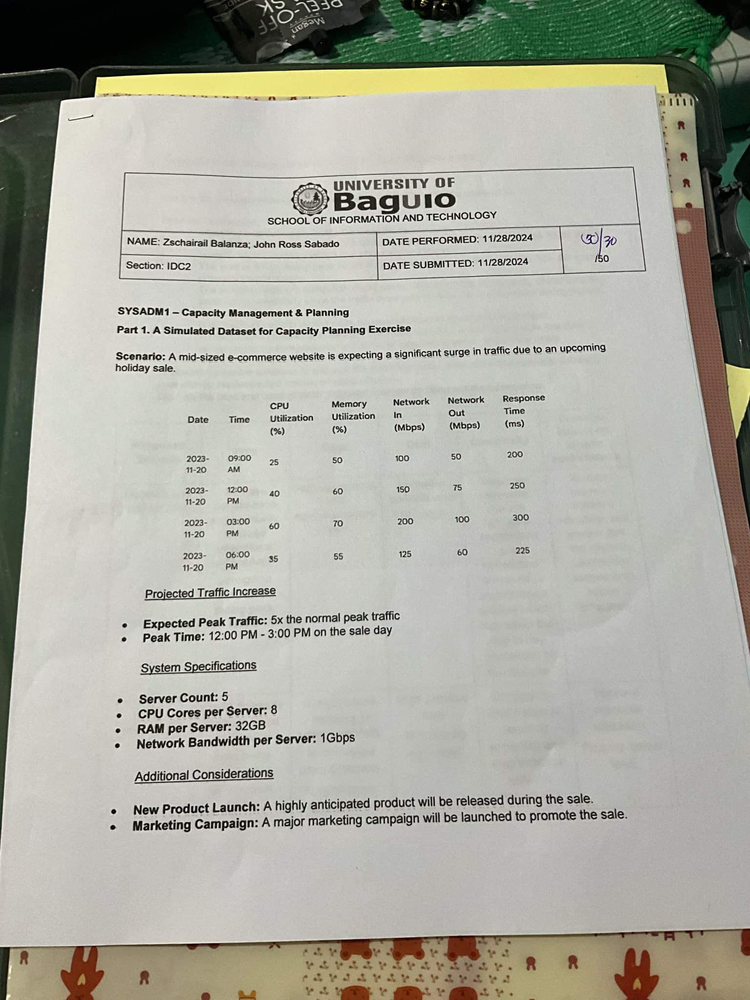 PEEL-OFF
Megan
UNIVERSITY OF
Baguio
SCHOOL OF INFORMATION AND TECHNOLOGY
NAME: Zschairail Balanza; John Ross Sabado
DATE PERFORMED: 11/28/2024
30/30
/50
Section: IDC2
DATE SUBMITTED: 11/28/2024
SYSADM1 – Capacity Management & Planning
Part 1. A Simulated Dataset for Capacity Planning Exercise
Scenario: A mid-sized e-commerce website is expecting a significant surge in traffic due to an upcoming
holiday sale.
Date Time CPU Utilization (%) Memory Utilization (%) Network In (Mbps) Network Out (Mbps) Response Time (ms)
2023-11-20 09:00 AM 25 50 100 50 200
2023-11-20 12:00 PM 40 60 150 75 250
2023-11-20 03:00 PM 60 70 200 100 300
2023-11-20 06:00 PM 35 55 125 60 225
Projected Traffic Increase
• Expected Peak Traffic: 5x the normal peak traffic
• Peak Time: 12:00 PM - 3:00 PM on the sale day
System Specifications
• Server Count: 5
• CPU Cores per Server: 8
• RAM per Server: 32GB
• Network Bandwidth per Server: 1Gbps
Additional Considerations
• New Product Launch: A highly anticipated product will be released during the sale.
• Marketing Campaign: A major marketing campaign will be launched to promote the sale.